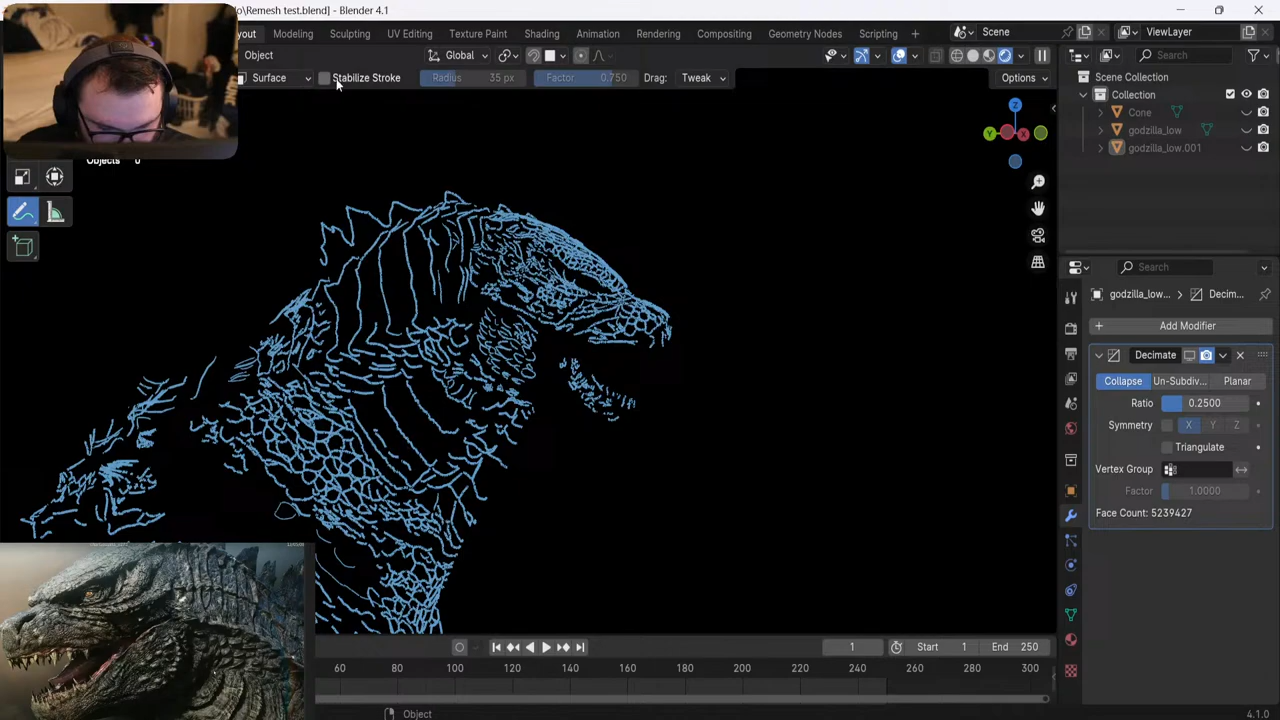 \Remesh test.blend] - Blender 4.1
out Modeling Sculpting UV Editing Texture Paint Shading Animation Rendering Compositing Geometry Nodes Scripting + Scene ViewLayer
Object Global Search
Surface Stabilize Stroke Radius 35 px Factor 0.750 Drag: Tweak Options
Scene Collection
Collection
Cone
godzilla_low
godzilla_low.001
Objects 0
Z
Y
X
Search
godzilla_low... > Decim...
+ Add Modifier
Decimate
Collapse Un-Subdiv... Planar
Ratio 0.2500
Symmetry X Y Z
Triangulate
Vertex Group
Factor 1.0000
Face Count: 5239427
1 Start 1 End 250
60 80 100 120 140 160 180 200 220 240 260 280 300
Object 4.1.0